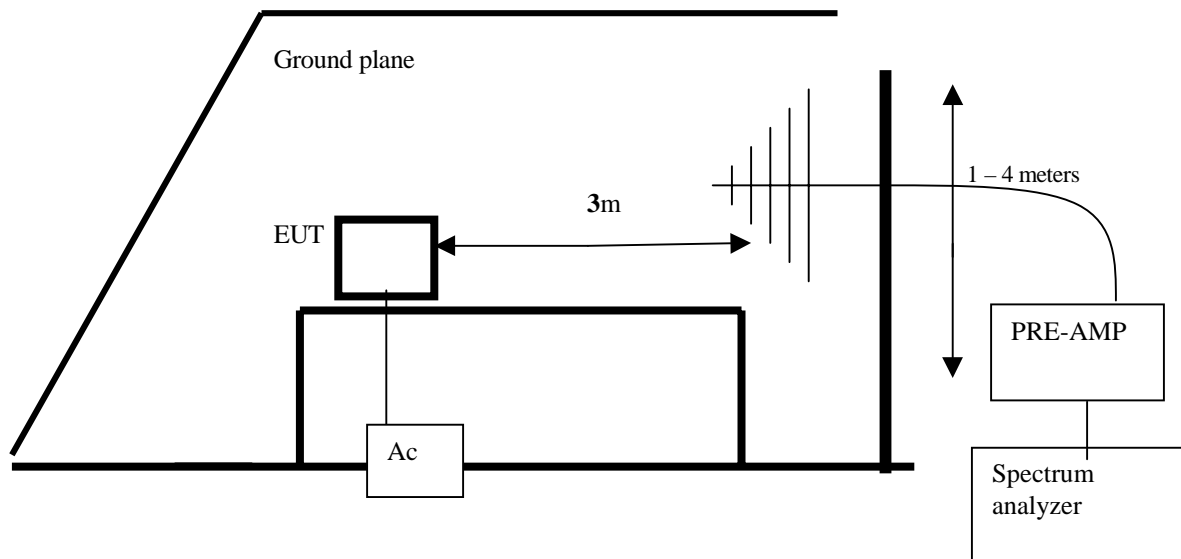 Ground plane
1 – 4 meters
3m
EUT
PRE-AMP
Ac
Spectrum
analyzer